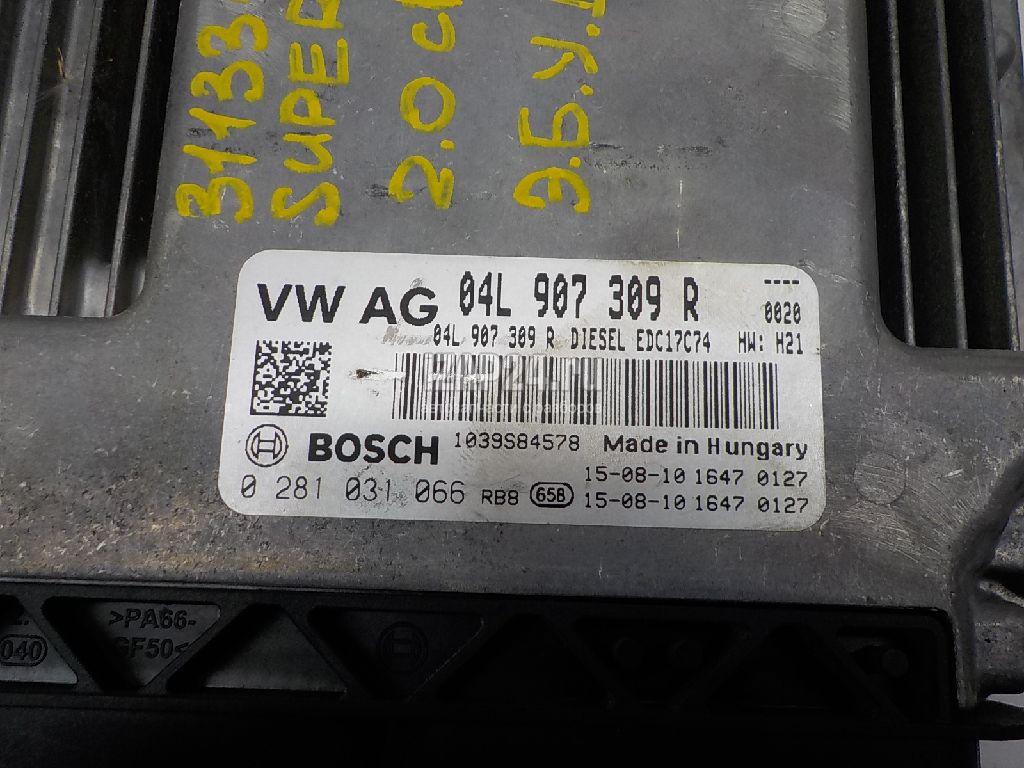 31133
SUPER
2.0
Э.Б.У.
VW AG 04L 907 309 R ----
0020
04L 907 309 R DIESEL EDC17C74 HW: H21
BOSCH 1039S84578 Made in Hungary
15-08-10 1647 0127
0 281 031 066 RB8 658 15-08-10 1647 0127
>PA66-
GF50<
040